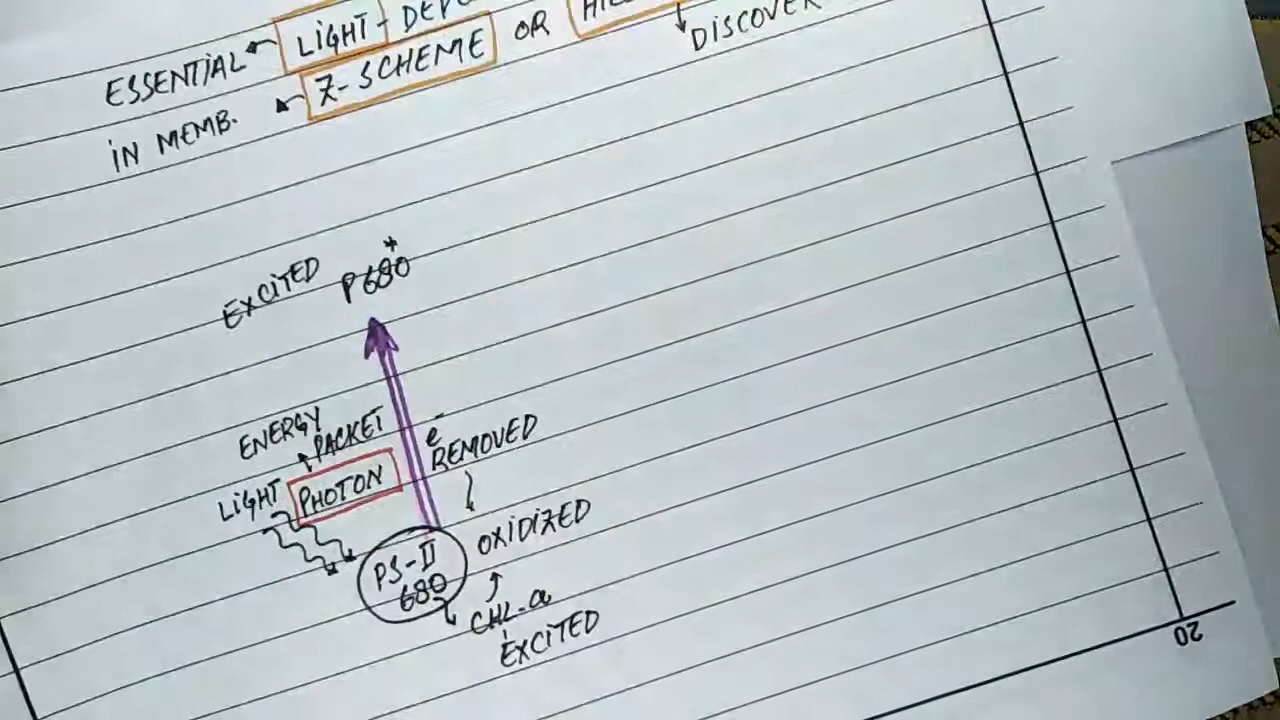 ESSENTIAL LIGHT-
IN MEMB. Z-SCHEME OR
DISCOVER
EXCITED P680*
ENERGY
PACKET
LIGHT PHOTON
e-
REMOVED
OXIDIZED
PS-II
680
CHL-a
EXCITED
20